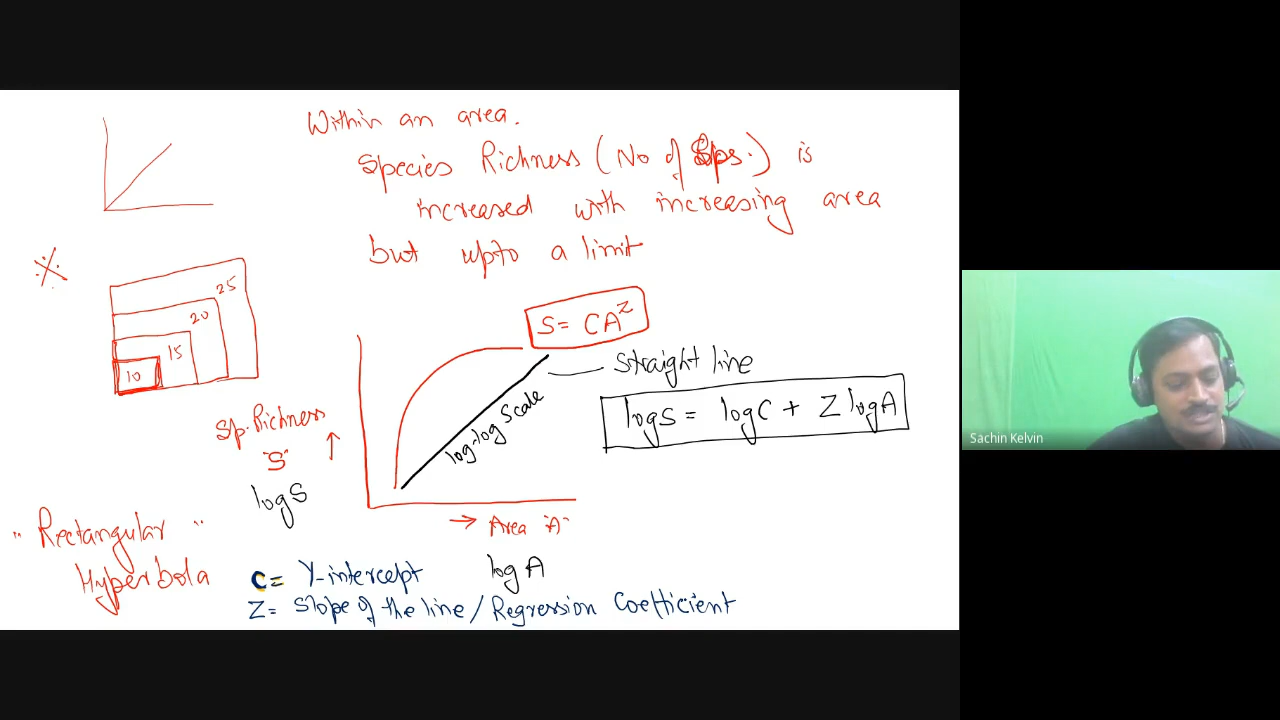 Within an area.
Species Richness (No of Sps.) is
increased with increasing area
but upto a limit
25
20
15
10
S = CA^Z
Straight line
log S = log C + Z log A
log-log Scale
Sp. Richness
"S"
log S
→ Area "A"
log A
"Rectangular"
Hyperbola
C = Y-intercept
Z = Slope of the line / Regression Coefficient
Sachin Kelvin